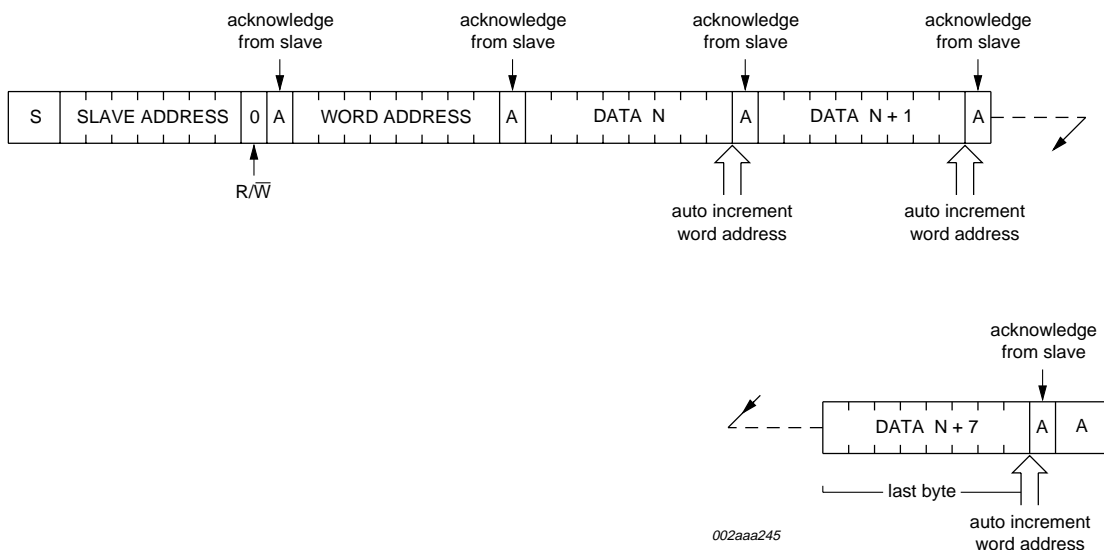 acknowledge from slave
acknowledge from slave
acknowledge from slave
acknowledge from slave
S SLAVE ADDRESS 0 A WORD ADDRESS A DATA N A DATA N + 1 A
R/W̅
auto increment word address
auto increment word address
acknowledge from slave
DATA N + 7 A A
last byte
auto increment word address
002aaa245